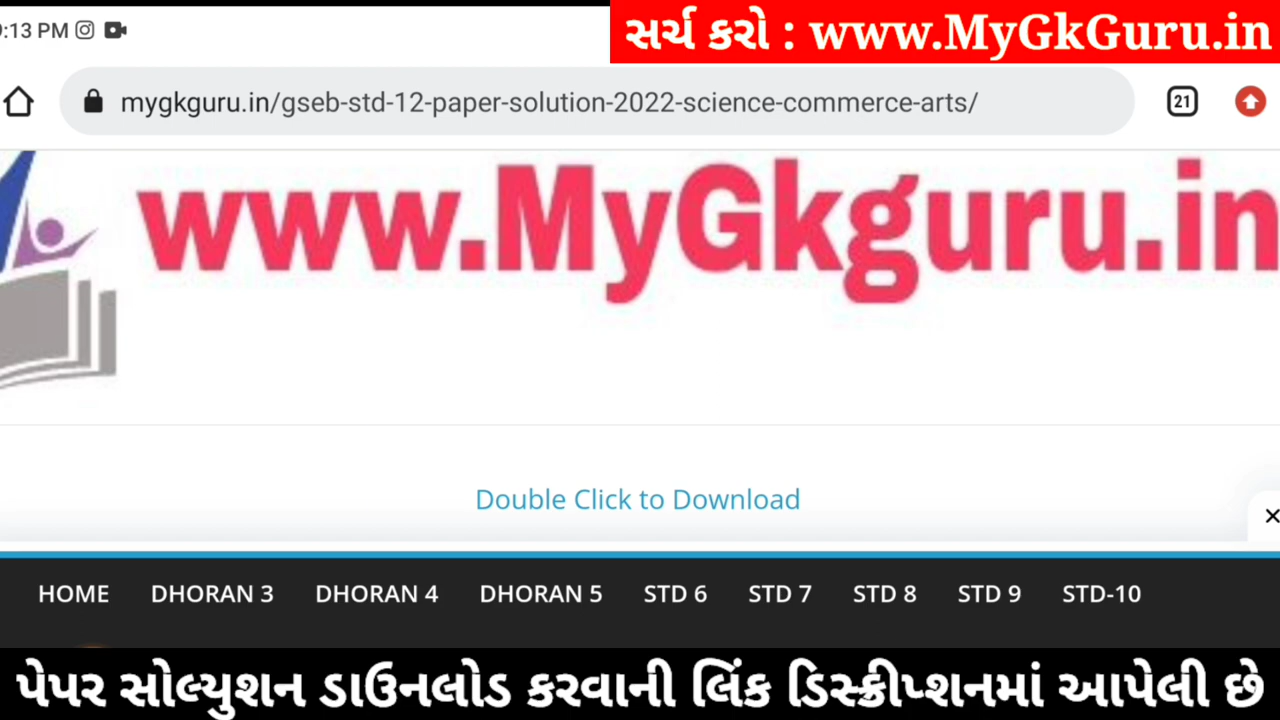 9:13 PM
સર્ચ કરો : www.MyGkGuru.in
mygkguru.in/gseb-std-12-paper-solution-2022-science-commerce-arts/
21
www.MyGkguru.in
Double Click to Download
HOME DHORAN 3 DHORAN 4 DHORAN 5 STD 6 STD 7 STD 8 STD 9 STD-10
પેપર સોલ્યુશન ડાઉનલોડ કરવાની લિંક ડિસ્ક્રીપ્શનમાં આપેલી છે